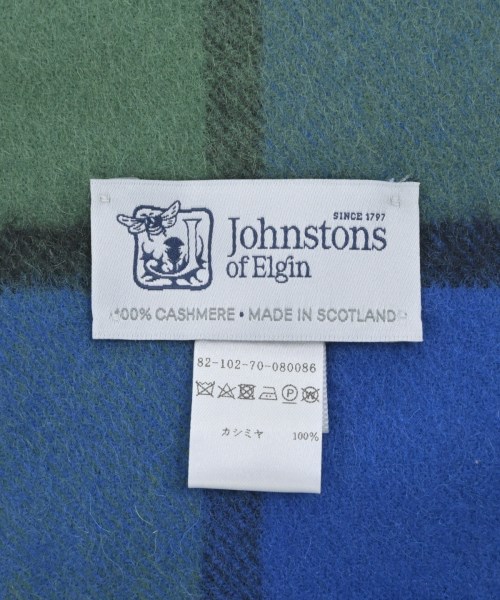 SINCE 1797
Johnstons
of Elgin
100% CASHMERE • MADE IN SCOTLAND
82-102-70-080086
カシミヤ 100%